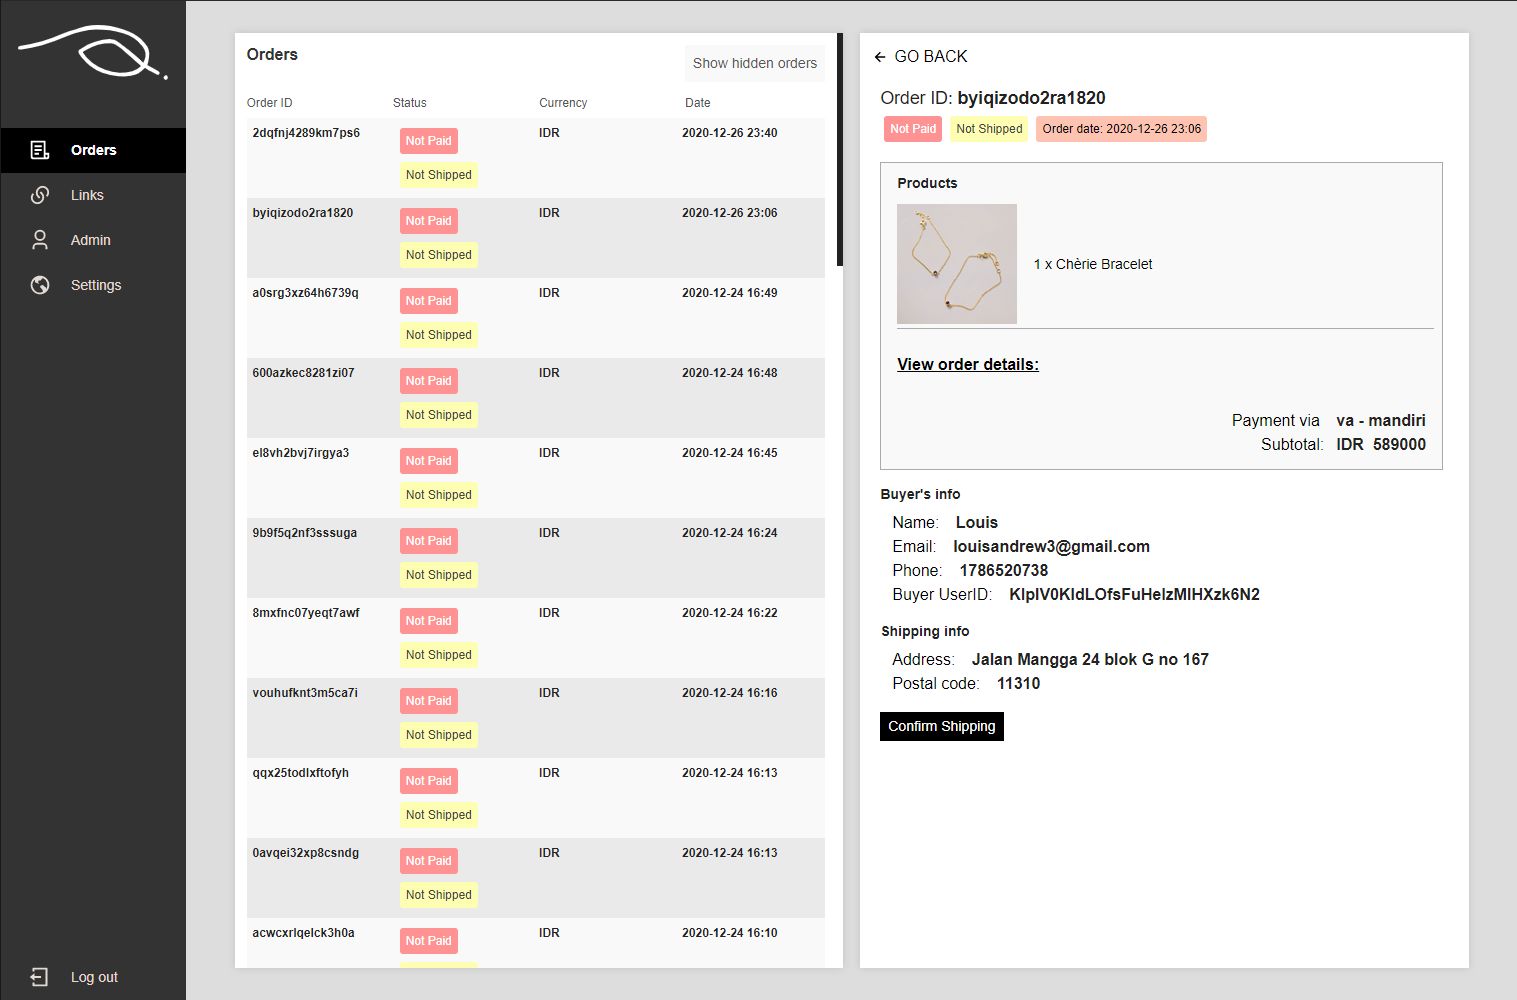 Orders
Links
Admin
Settings
Log out
Orders
Show hidden orders
Order ID Status Currency Date
2dqfnj4289km7ps6 Not Paid IDR 2020-12-26 23:40
Not Shipped
byiqizodo2ra1820 Not Paid IDR 2020-12-26 23:06
Not Shipped
a0srg3xz64h6739q Not Paid IDR 2020-12-24 16:49
Not Shipped
600azkec8281zi07 Not Paid IDR 2020-12-24 16:48
Not Shipped
el8vh2bvj7irgya3 Not Paid IDR 2020-12-24 16:45
Not Shipped
9b9f5q2nf3sssuga Not Paid IDR 2020-12-24 16:24
Not Shipped
8mxfnc07yeqt7awf Not Paid IDR 2020-12-24 16:22
Not Shipped
vouhufknt3m5ca7i Not Paid IDR 2020-12-24 16:16
Not Shipped
qqx25todlxftofyh Not Paid IDR 2020-12-24 16:13
Not Shipped
0avqei32xp8csndg Not Paid IDR 2020-12-24 16:13
Not Shipped
acwcxrlqelck3h0a Not Paid IDR 2020-12-24 16:10
GO BACK
Order ID: byiqizodo2ra1820
Not Paid Not Shipped Order date: 2020-12-26 23:06
Products
1 x Chèrie Bracelet
View order details:
Payment via va - mandiri
Subtotal: IDR 589000
Buyer's info
Name: Louis
Email: louisandrew3@gmail.com
Phone: 1786520738
Buyer UserID: KlplV0KldLOfsFuHelzMlHXzk6N2
Shipping info
Address: Jalan Mangga 24 blok G no 167
Postal code: 11310
Confirm Shipping